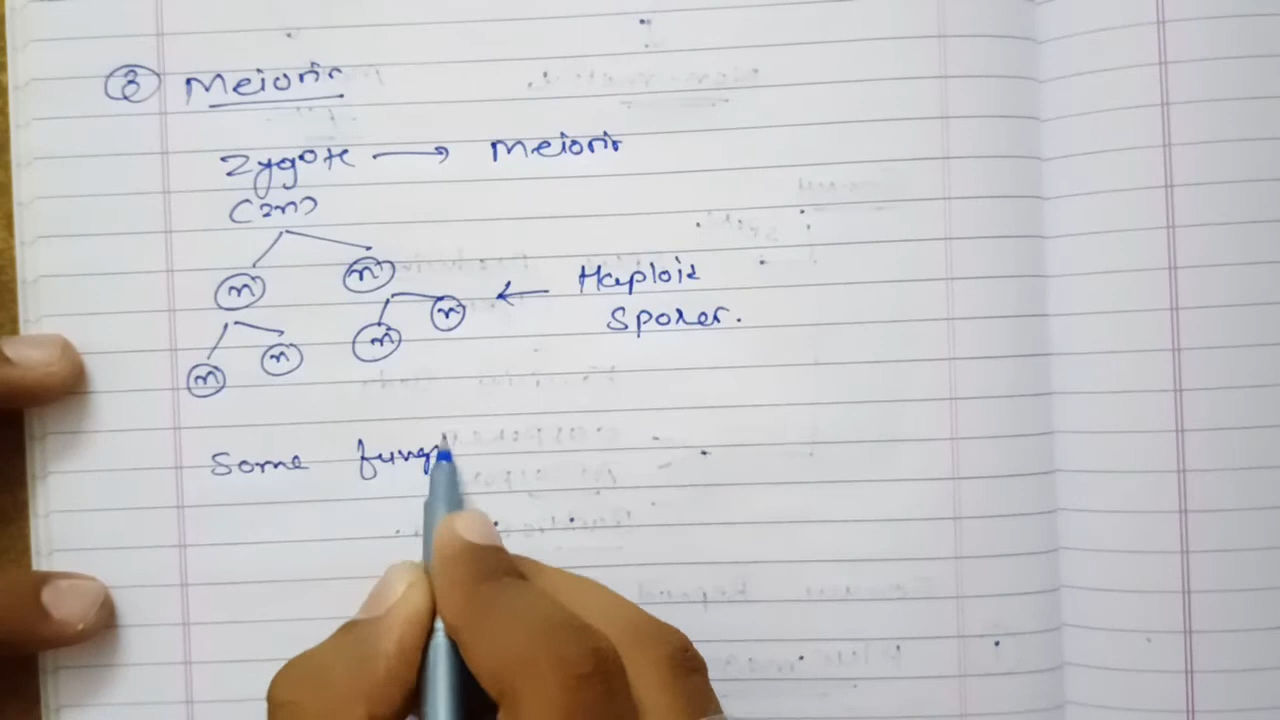 ③ Meiosis
Zygote → Meiosis
(2n)
n n
Haploid
n n n n
Spores.
Some fung